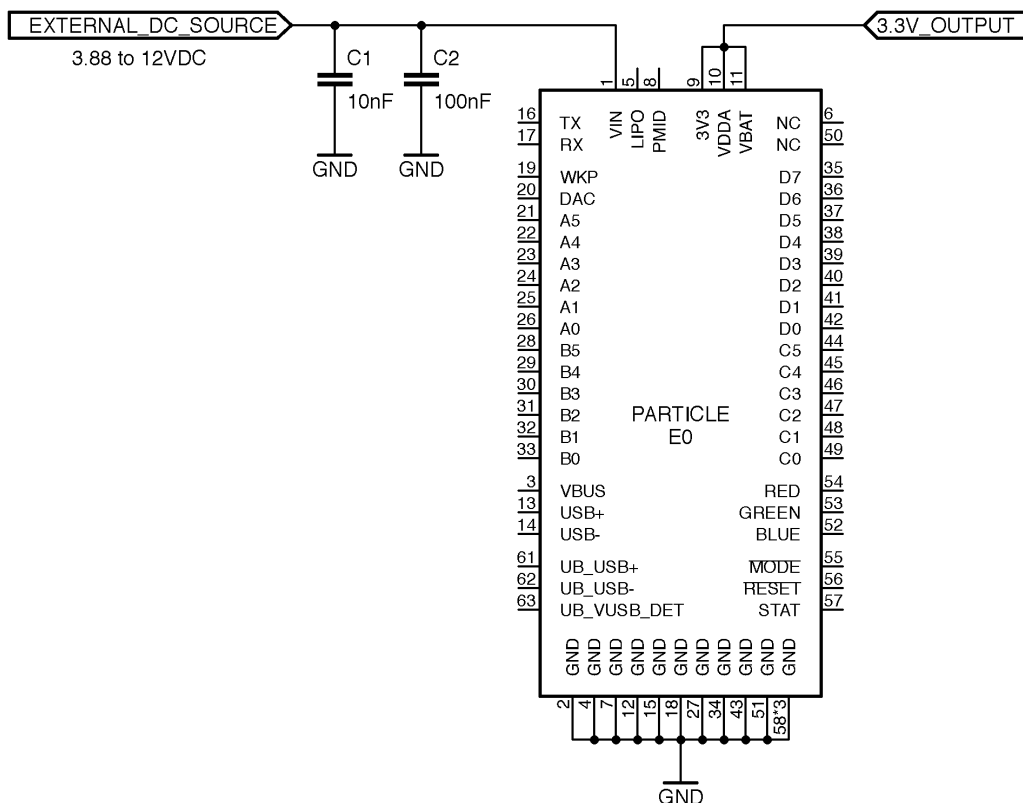 EXTERNAL_DC_SOURCE
3.3V_OUTPUT
3.88 to 12VDC
C1
10nF
GND
C2
100nF
GND
1 5 8 9 10 11
VIN LIPO PMID 3V3 VDDA VBAT
16 TX NC 6
17 RX NC 50
19 WKP D7 35
20 DAC D6 36
21 A5 D5 37
22 A4 D4 38
23 A3 D3 39
24 A2 D2 40
25 A1 D1 41
26 A0 D0 42
28 B5 C5 44
29 B4 C4 45
30 B3 C3 46
31 B2 C2 47
32 B1 C1 48
33 B0 C0 49
PARTICLE
E0
3 VBUS RED 54
13 USB+ GREEN 53
14 USB- BLUE 52
61 UB_USB+ MODE 55
62 UB_USB- RESET 56
63 UB_VUSB_DET STAT 57
GND GND GND GND GND GND GND GND GND GND GND
2 4 7 12 15 18 27 34 43 51 58*3
GND